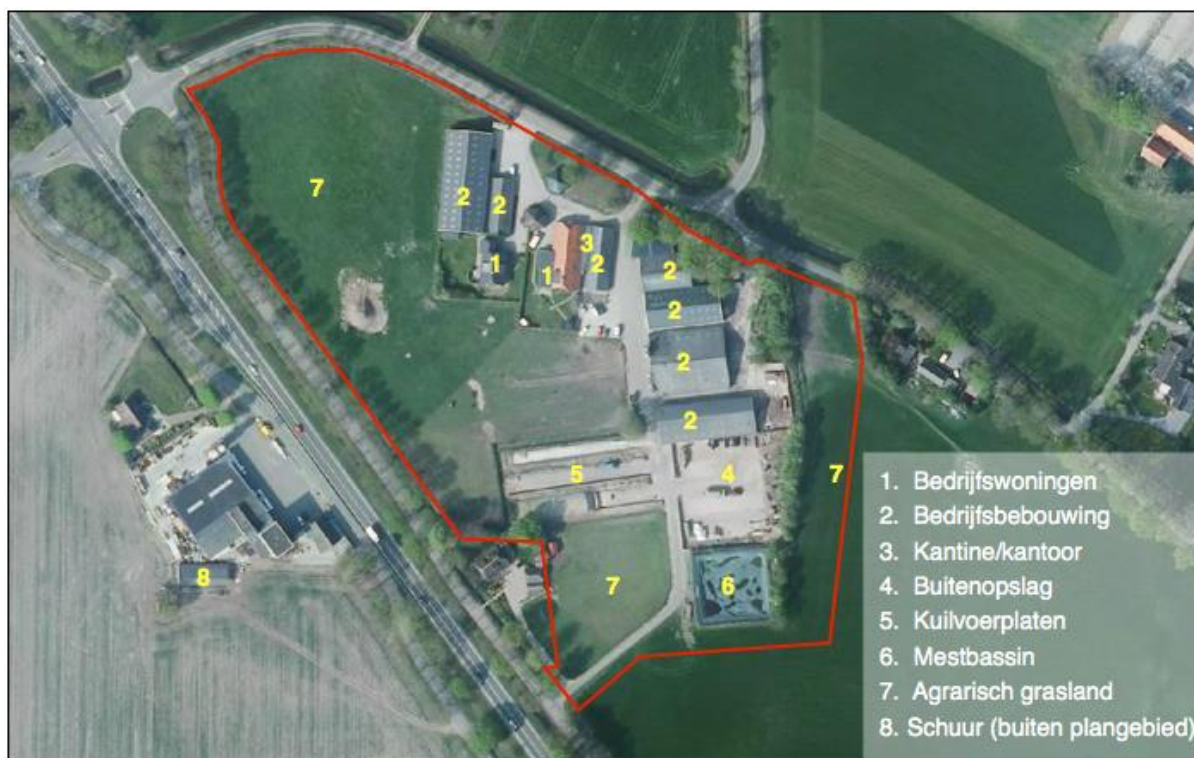 7
2
2
3
1
1
2
2
2
2
2
5
4
7
7
6
8
1. Bedrijfswoningen
2. Bedrijfsbebouwing
3. Kantine/kantoor
4. Buitenopslag
5. Kuilvoerplaten
6. Mestbassin
7. Agrarisch grasland
8. Schuur (buiten plangebied)